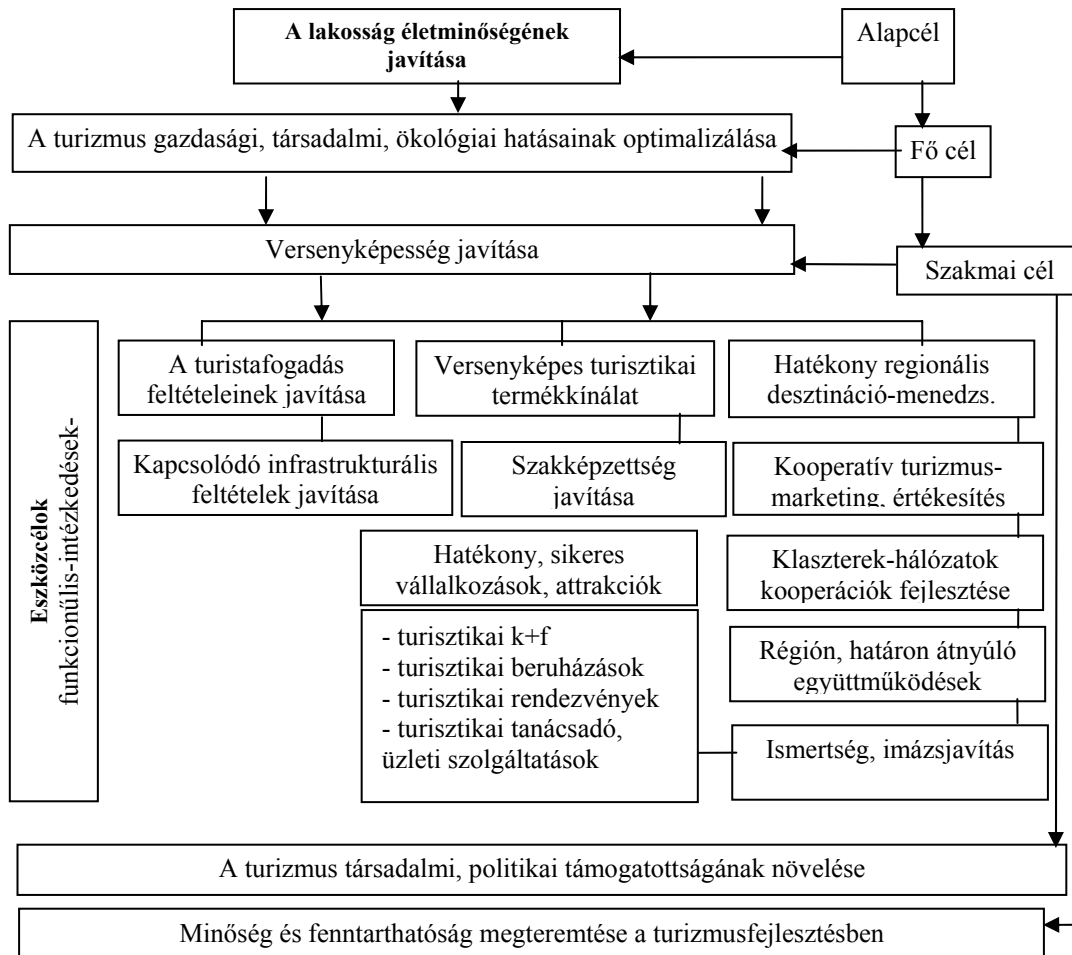 A lakosság életminőségének
javítása
Alapcél
A turizmus gazdasági, társadalmi, ökológiai hatásainak optimalizálása
Fő cél
Versenyképesség javítása
Szakmai cél
Eszközcélok
funkcionűlis-intézkedések-
A turistafogadás
feltételeinek javítása
Versenyképes turisztikai
termékkínálat
Hatékony regionális
desztináció-menedzs.
Kapcsolódó infrastrukturális
feltételek javítása
Szakképzettség
javítása
Kooperatív turizmus-
marketing, értékesítés
Hatékony, sikeres
vállalkozások, attrakciók
Klaszterek-hálózatok
kooperációk fejlesztése
- turisztikai k+f
- turisztikai beruházások
- turisztikai rendezvények
- turisztikai tanácsadó,
üzleti szolgáltatások
Régión, határon átnyúló
együttműködések
Ismertség, imázsjavítás
A turizmus társadalmi, politikai támogatottságának növelése
Minőség és fenntarthatóság megteremtése a turizmusfejlesztésben